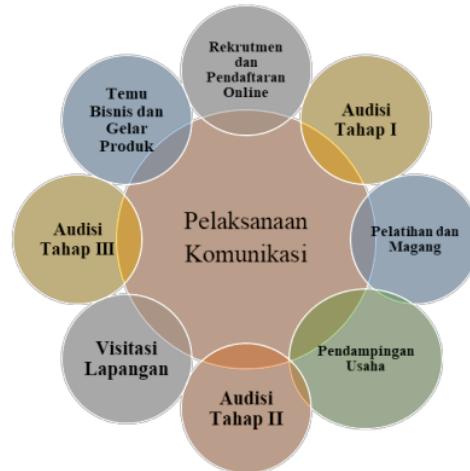 Rekrutmen
dan
Pendaftaran
Online
Audisi
Tahap I
Pelatihan dan
Magang
Pendampingan
Usaha
Audisi
Tahap II
Visitasi
Lapangan
Audisi
Tahap III
Temu
Bisnis dan
Gelar
Produk
Pelaksanaan
Komunikasi